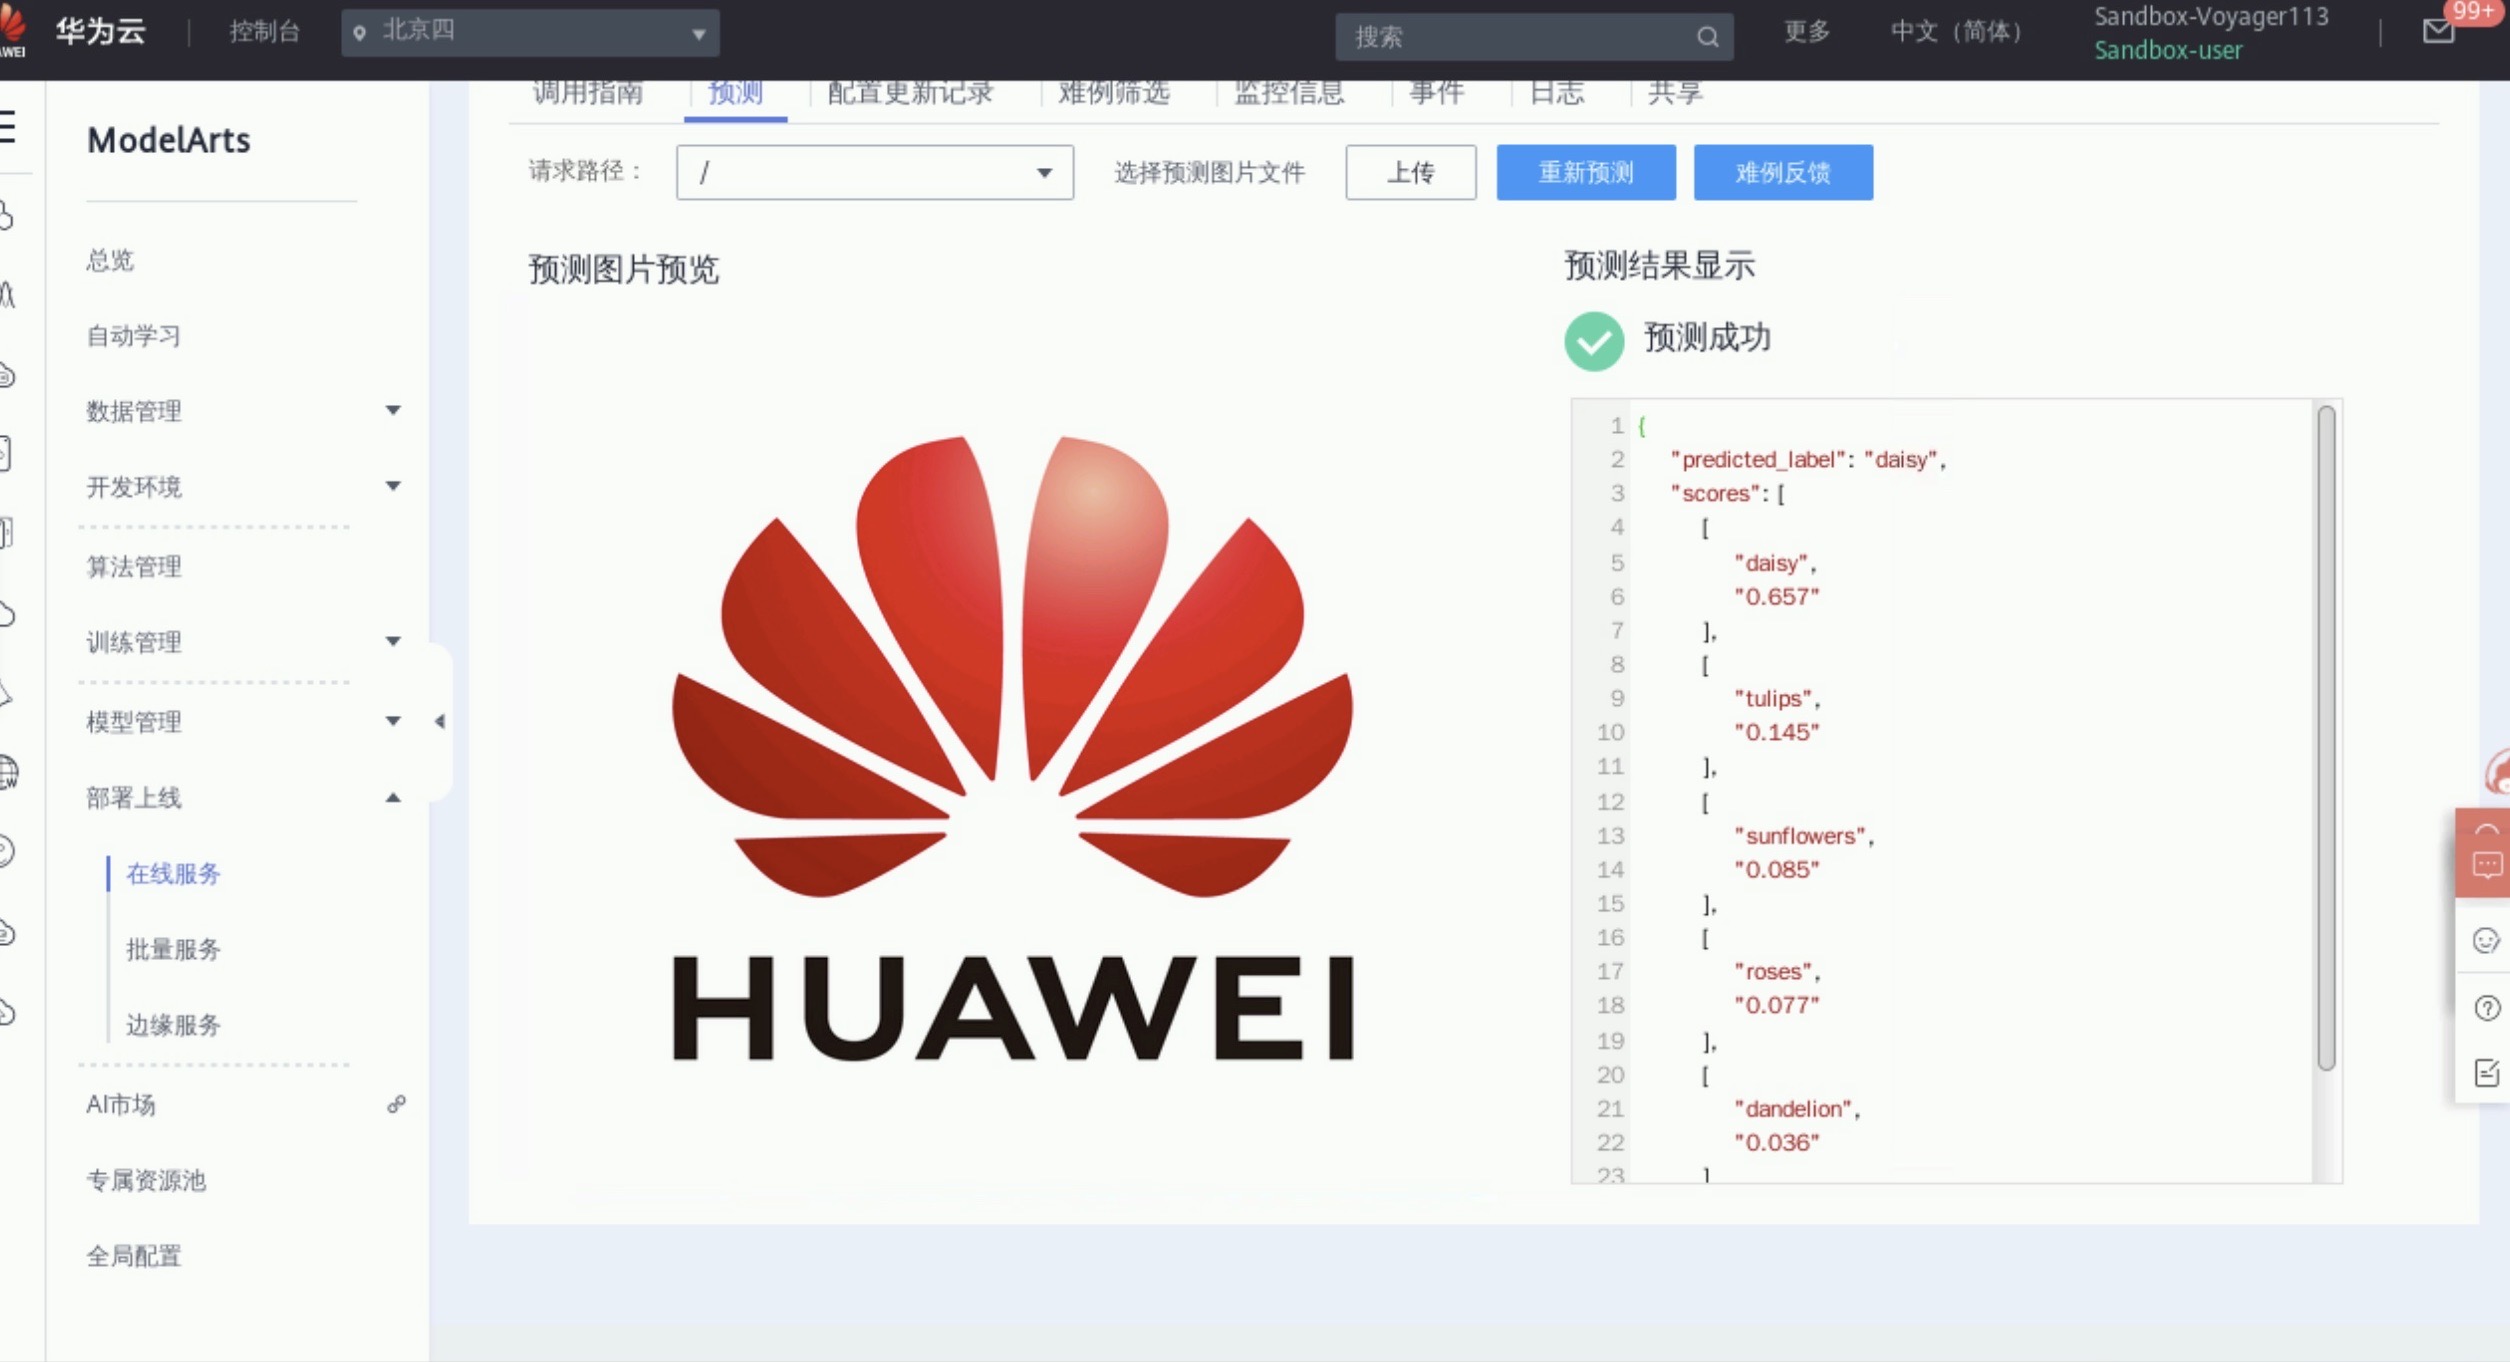 华为云
控制台
北京四
搜索
更多
中文（简体）
Sandbox-Voyager113
Sandbox-user
99+
ModelArts
总览
自动学习
数据管理
开发环境
算法管理
训练管理
模型管理
部署上线
在线服务
批量服务
边缘服务
AI市场
专属资源池
全局配置
调用指南
预测
配置更新记录
难例筛选
监控信息
事件
日志
共享
请求路径：
/
选择预测图片文件
上传
重新预测
难例反馈
预测图片预览
HUAWEI
预测结果显示
预测成功
1 {
2 "predicted_label": "daisy",
3 "scores": [
4 [
5 "daisy",
6 "0.657"
7 ],
8 [
9 "tulips",
10 "0.145"
11 ],
12 [
13 "sunflowers",
14 "0.085"
15 ],
16 [
17 "roses",
18 "0.077"
19 ],
20 [
21 "dandelion",
22 "0.036"
23 ]